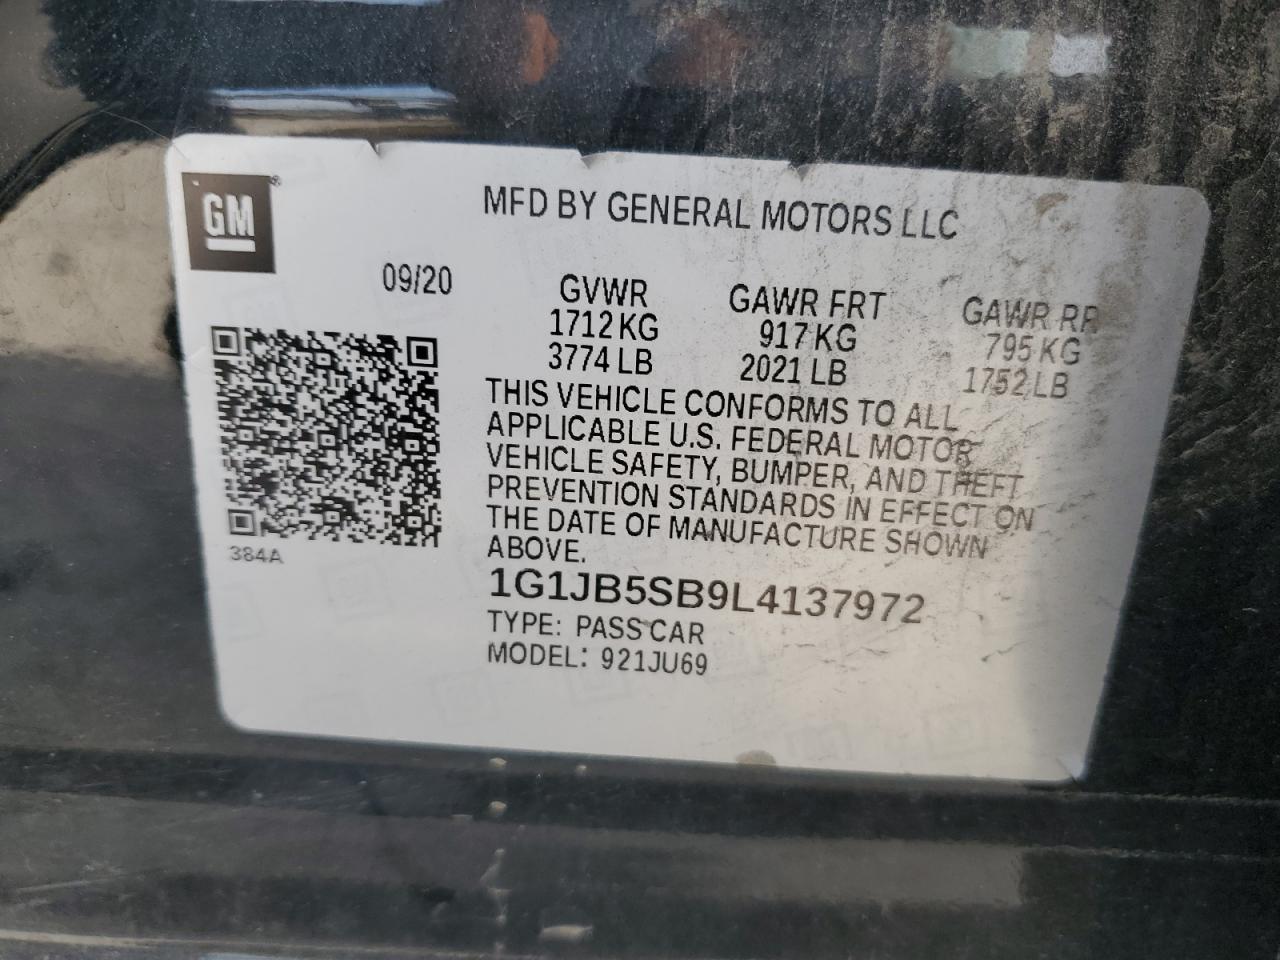 GM
MFD BY GENERAL MOTORS LLC
09/20
GVWR
1712 KG
3774 LB
GAWR FRT
917 KG
2021 LB
GAWR RR
795 KG
1752 LB
THIS VEHICLE CONFORMS TO ALL
APPLICABLE U.S. FEDERAL MOTOR
VEHICLE SAFETY, BUMPER, AND THEFT
PREVENTION STANDARDS IN EFFECT ON
THE DATE OF MANUFACTURE SHOWN
ABOVE.
384A
1G1JB5SB9L4137972
TYPE: PASS CAR
MODEL: 921JU69